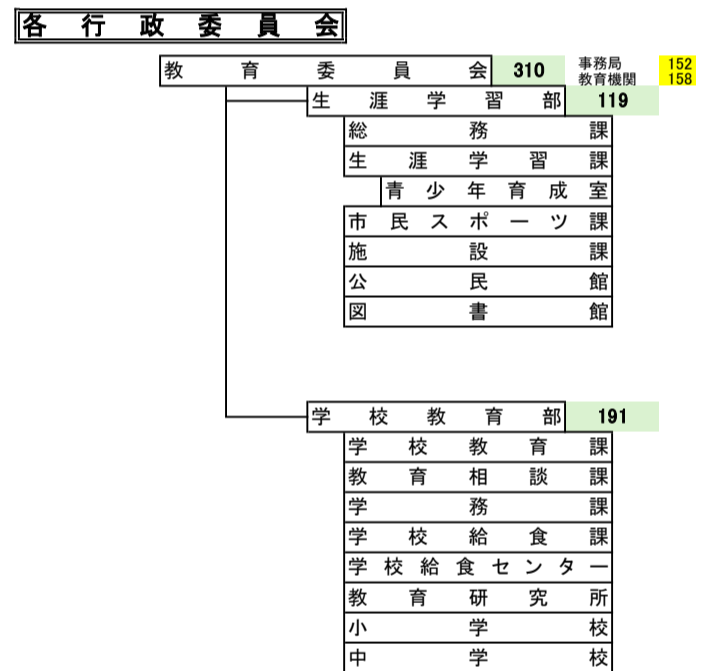 各行政委員会
教育委員会 310 事務局 152
教育機関 158
生涯学習部 119
総務課
生涯学習課
青少年育成室
市民スポーツ課
施設課
公民館
図書館
学校教育部 191
学校教育課
教育相談課
学務課
学校給食課
学校給食センター
教育研究所
小学校
中学校